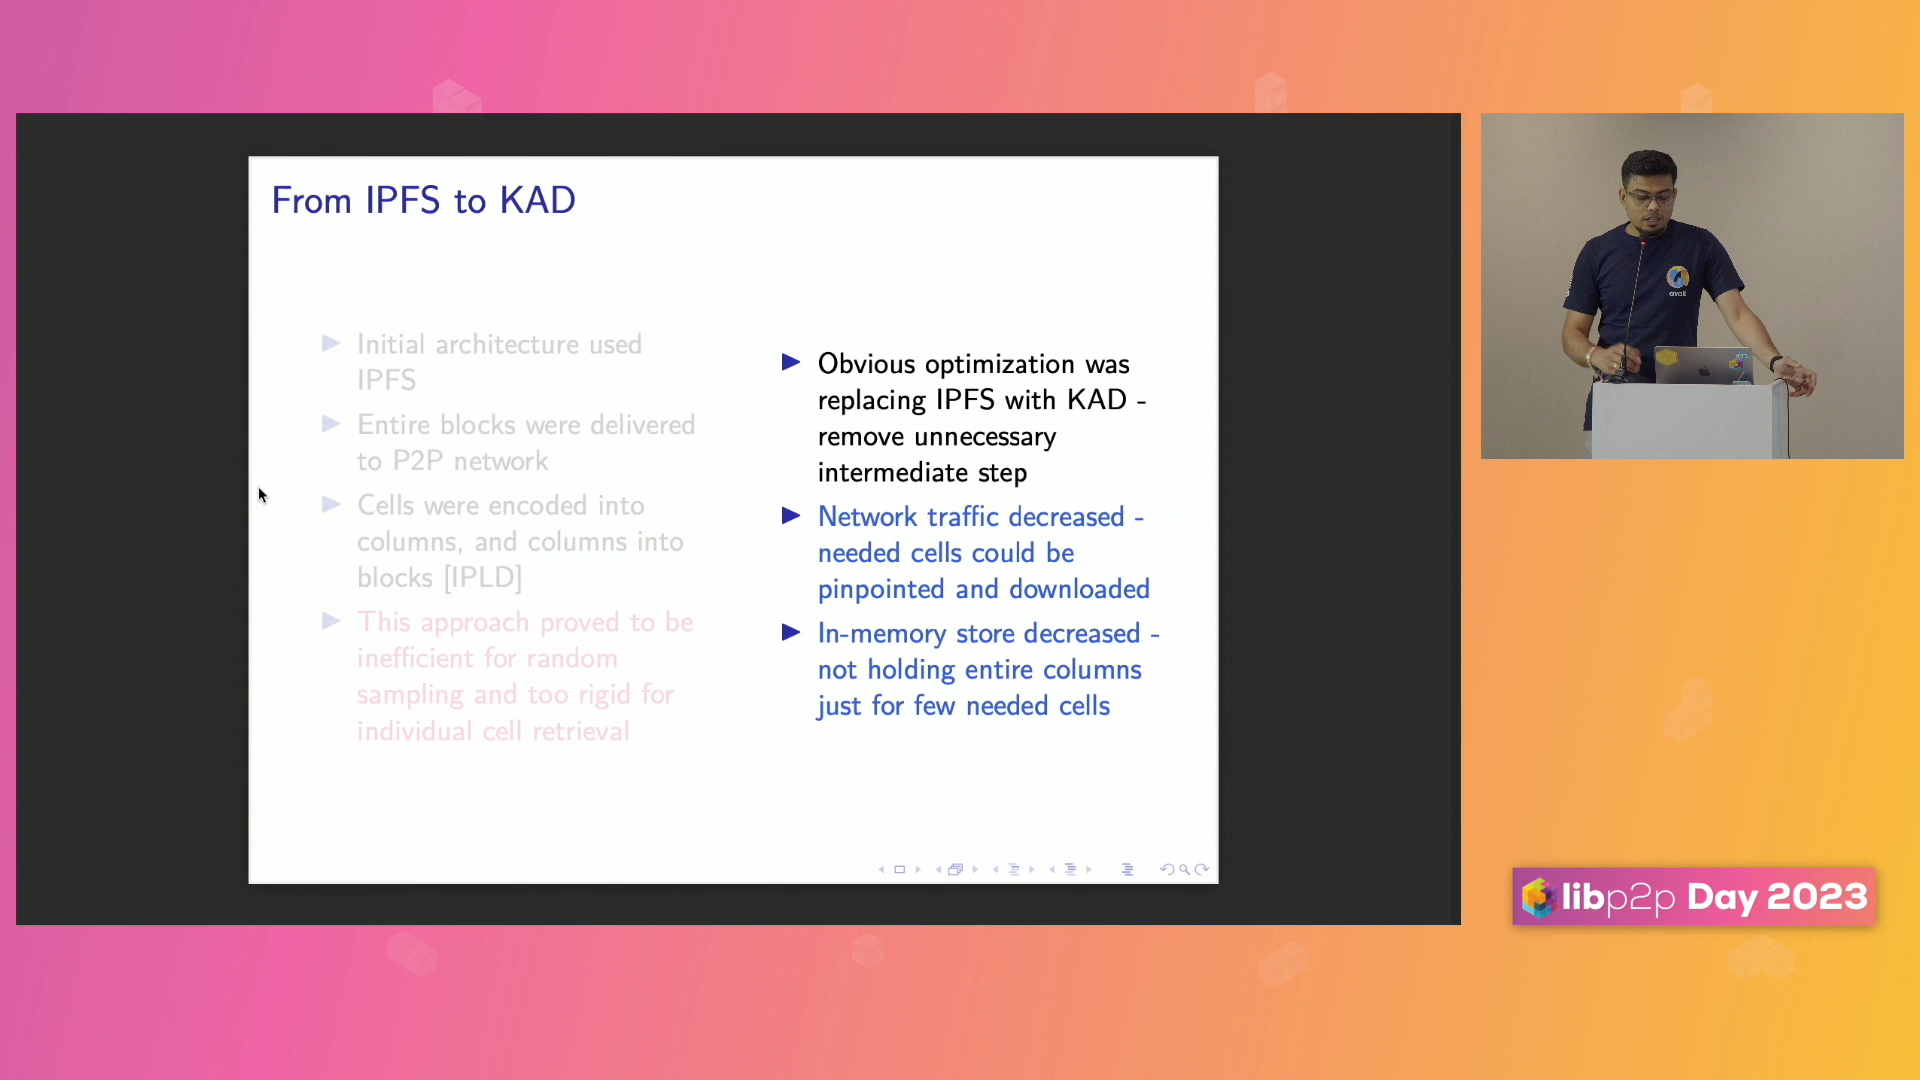 From IPFS to KAD
Initial architecture used
IPFS
Entire blocks were delivered
to P2P network
Cells were encoded into
columns, and columns into
blocks [IPLD]
This approach proved to be
inefficient for random
sampling and too rigid for
individual cell retrieval
Obvious optimization was
replacing IPFS with KAD -
remove unnecessary
intermediate step
Network traffic decreased -
needed cells could be
pinpointed and downloaded
In-memory store decreased -
not holding entire columns
just for few needed cells
avail
IPFS
libp2p Day 2023